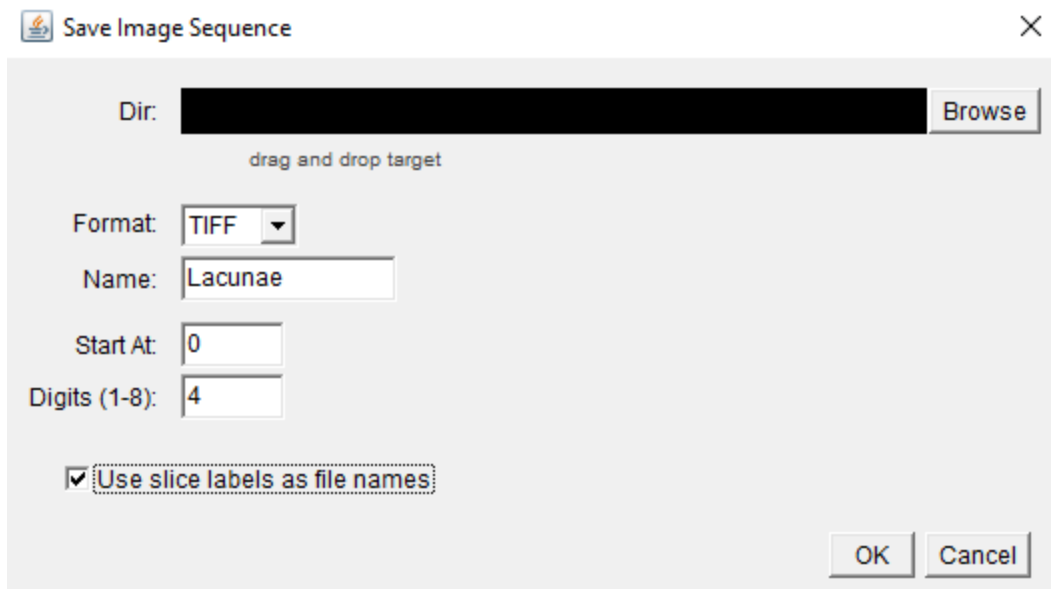 Save Image Sequence
Dir: Browse
drag and drop target
Format: TIFF
Name: Lacunae
Start At: 0
Digits (1-8): 4
Use slice labels as file names
OK Cancel